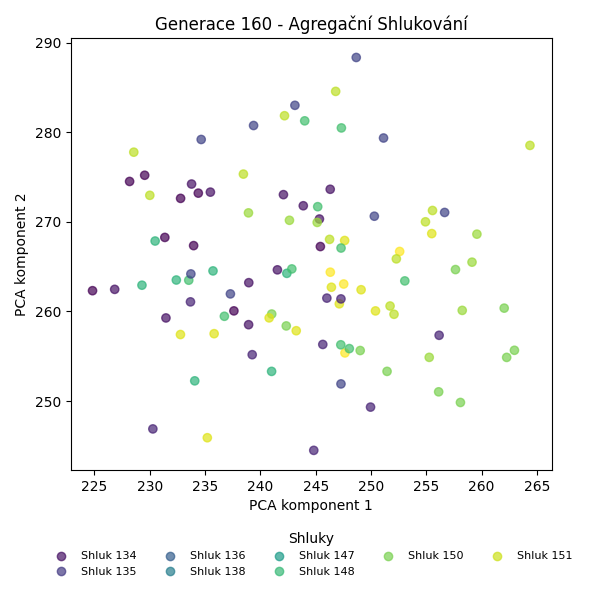 Generace 160 - Agregační Shlukování
PCA komponent 2
290
280
270
260
250
225 230 235 240 245 250 255 260 265
PCA komponent 1
Shluky
Shluk 134 Shluk 136 Shluk 147 Shluk 150 Shluk 151
Shluk 135 Shluk 138 Shluk 148